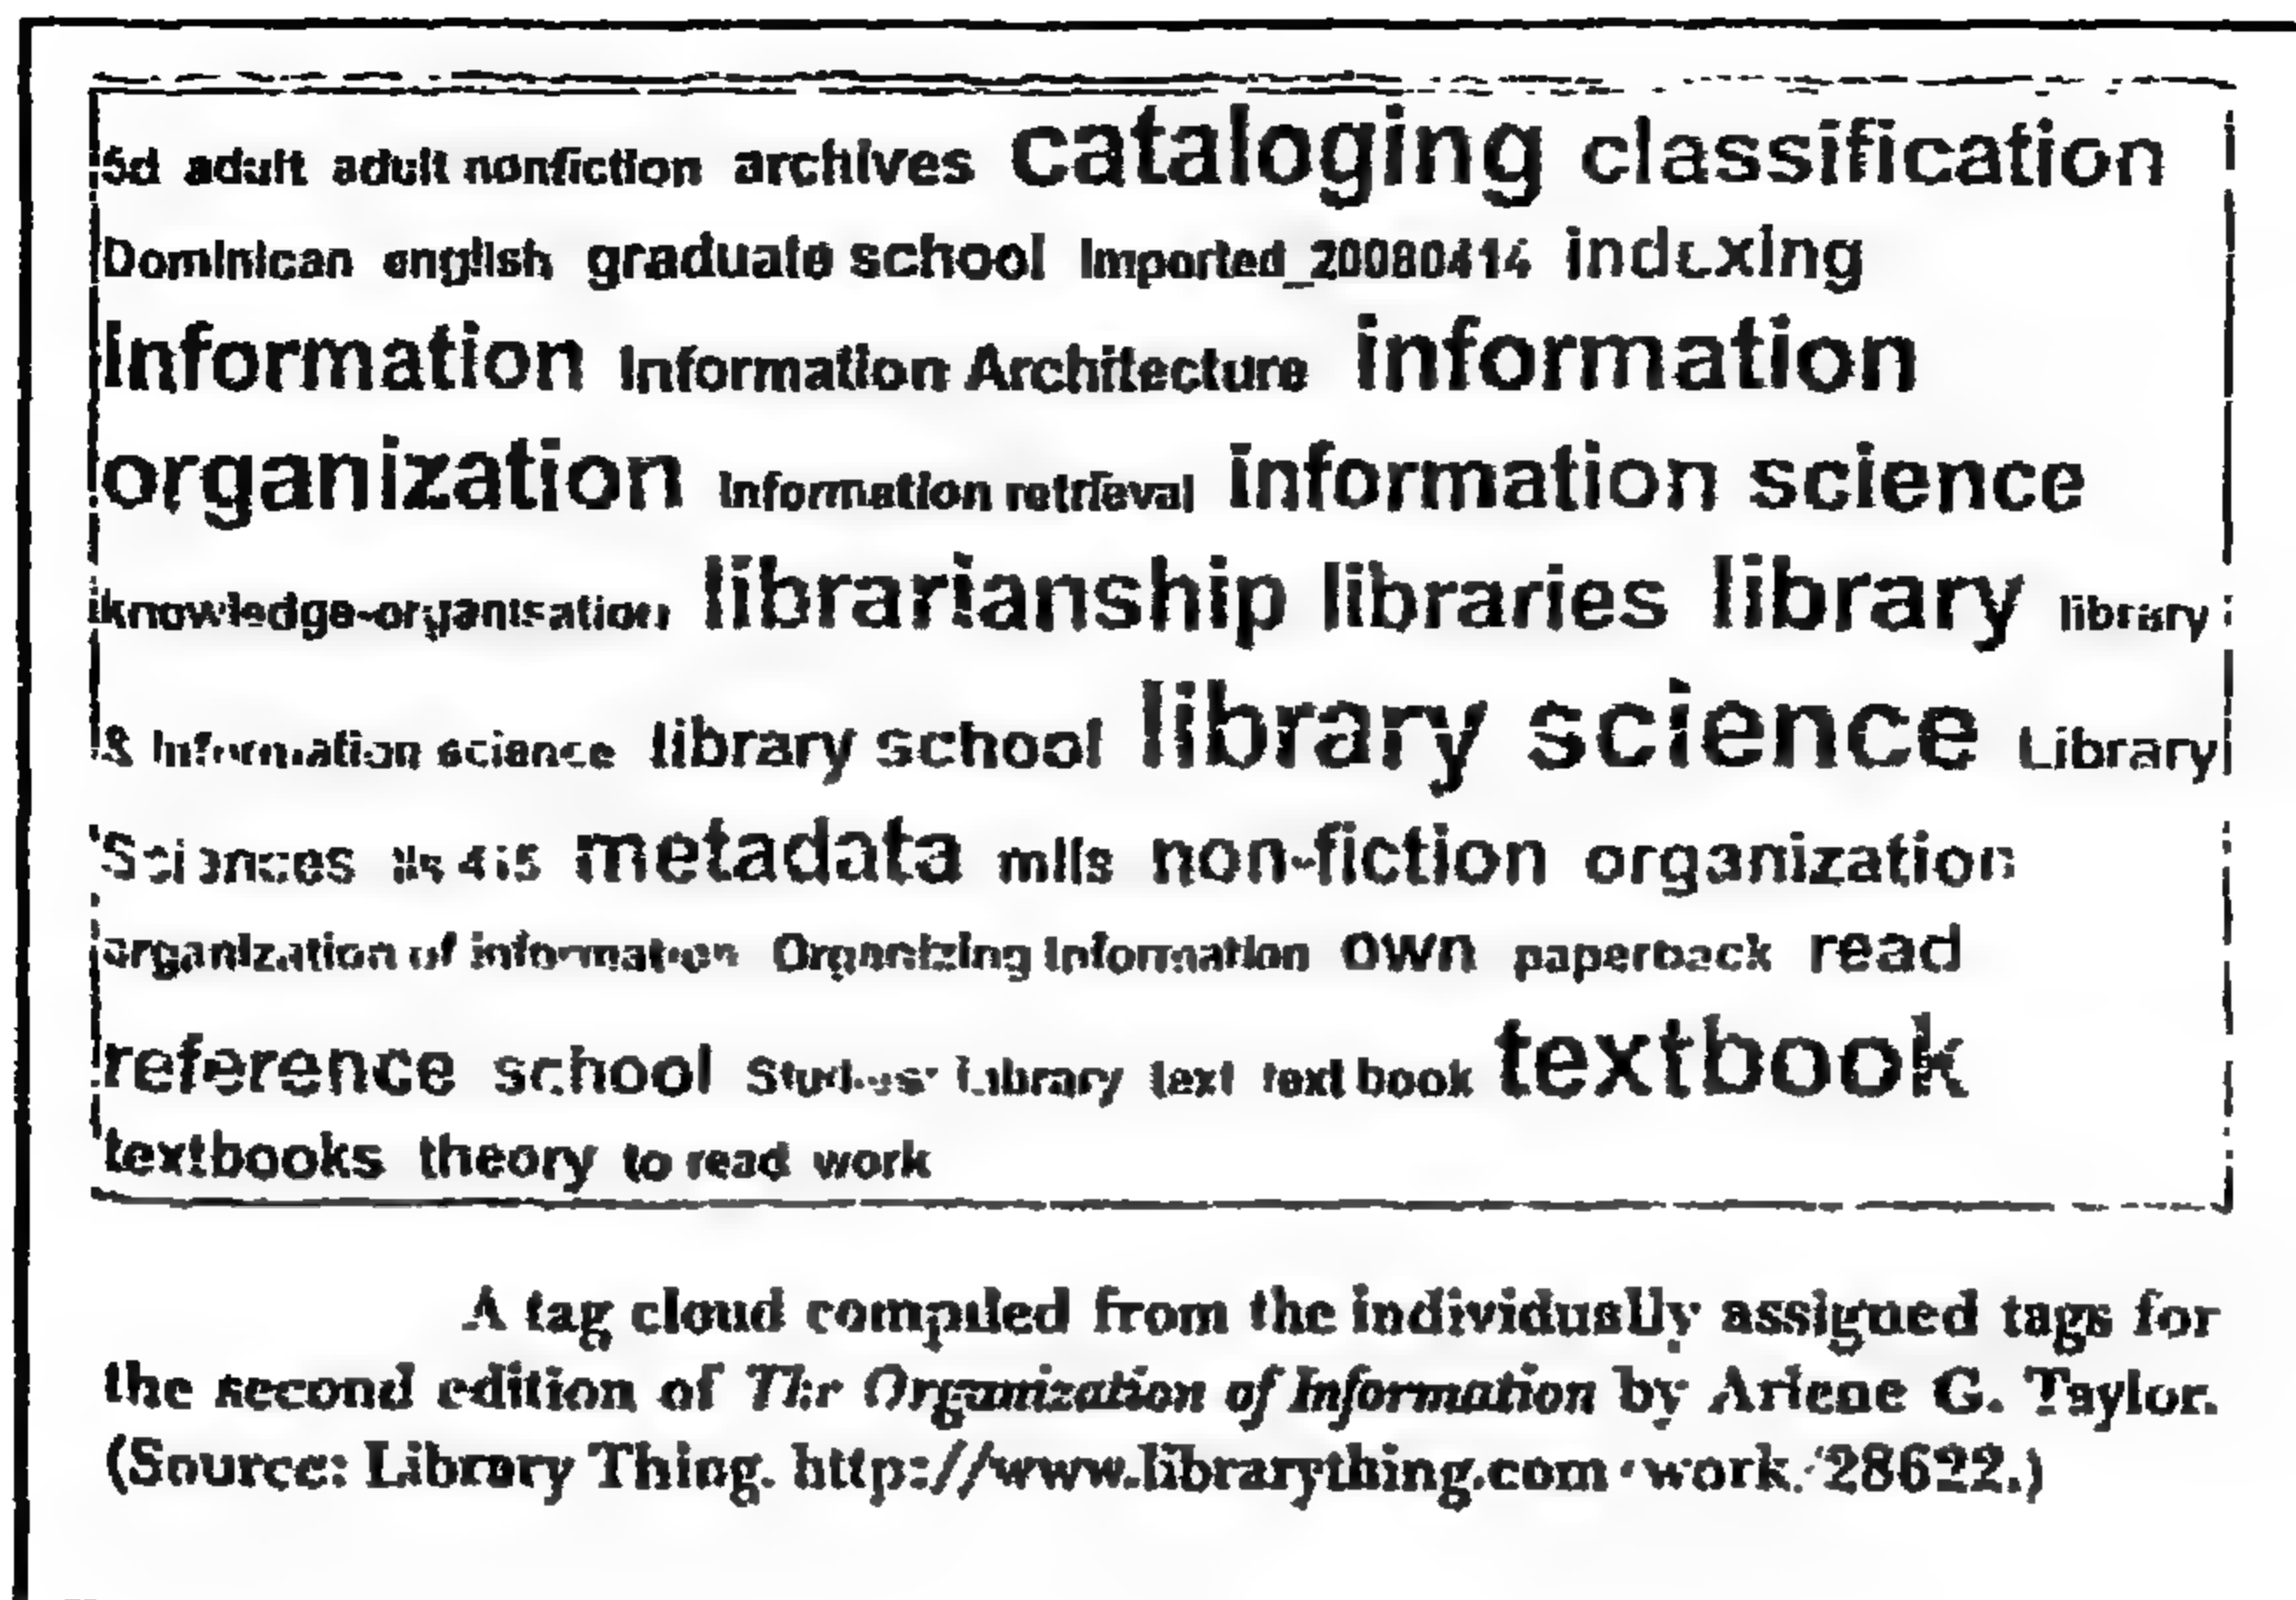 5d adult adult nonfiction archives cataloging classification
Dominican english graduate school Imported_20080414 indexing
information Information Architecture information
organization Information retrieval information science
knowledge-organisation librarianship libraries library library
& Information science library school library science Library
Sciences metadata mlis non-fiction organization
organization of information Organizing Information own paperback read
reference school Library text text book textbook
textbooks theory to read work
A tag cloud compiled from the individually assigned tags for
the second edition of The Organization of Information by Arlene G. Taylor.
(Source: Library Thing. http://www.librarything.com/work/28622.)